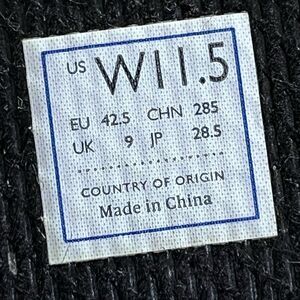 US W11.5
EU 42.5 CHN 285
UK 9 JP 28.5
COUNTRY OF ORIGIN
Made in China